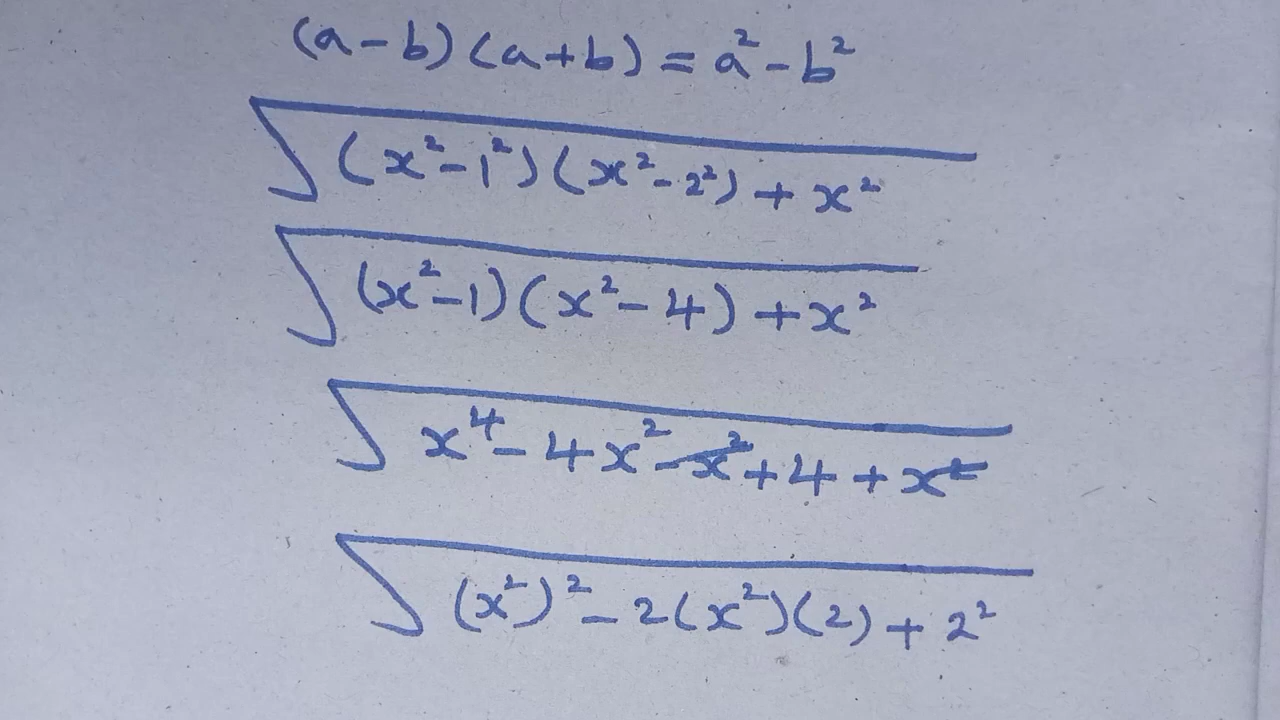 (a-b)(a+b) = a²-b²
√(x²-1²)(x²-2²) + x²
√(x²-1)(x²-4) + x²
√x⁴-4x²-x²+4+x²
√(x²)²-2(x²)(2)+2²